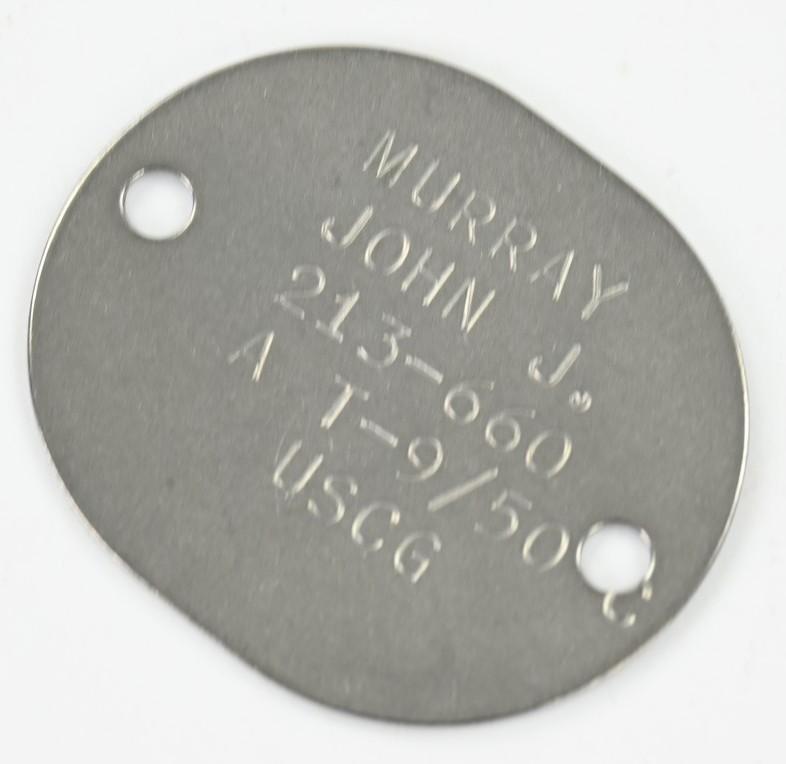 MURRAY
JOHN J.
213-660
A T-9/50 C
USCG